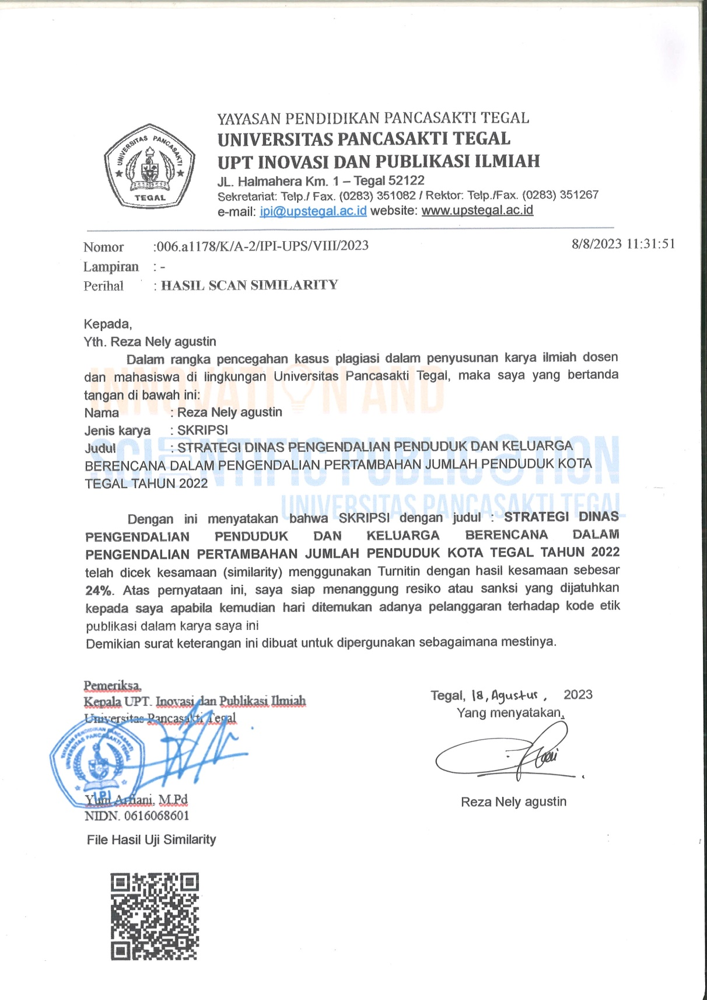 YAYASAN PENDIDIKAN PANCASAKTI TEGAL
UNIVERSITAS PANCASAKTI TEGAL
UPT INOVASI DAN PUBLIKASI ILMIAH
JL. Halmahera Km. 1 – Tegal 52122
Sekretariat: Telp./ Fax. (0283) 351082 / Rektor: Telp./Fax. (0283) 351267
e-mail: ipi@upstegal.ac.id website: www.upstegal.ac.id
UNIVERSITAS PANCASAKTI
TEGAL
Nomor :006.a1178/K/A-2/IPI-UPS/VIII/2023 8/8/2023 11:31:51
Lampiran : -
Perihal : HASIL SCAN SIMILARITY
Kepada,
Yth. Reza Nely agustin
Dalam rangka pencegahan kasus plagiasi dalam penyusunan karya ilmiah dosen
dan mahasiswa di lingkungan Universitas Pancasakti Tegal, maka saya yang bertanda
tangan di bawah ini:
Nama : Reza Nely agustin
Jenis karya : SKRIPSI
Judul : STRATEGI DINAS PENGENDALIAN PENDUDUK DAN KELUARGA
BERENCANA DALAM PENGENDALIAN PERTAMBAHAN JUMLAH PENDUDUK KOTA
TEGAL TAHUN 2022
INNOVATION AND
SCIENTIFIC PUBLICATION
UNIVERSITAS PANCASAKTI TEGAL
Dengan ini menyatakan bahwa SKRIPSI dengan judul : STRATEGI DINAS
PENGENDALIAN PENDUDUK DAN KELUARGA BERENCANA DALAM
PENGENDALIAN PERTAMBAHAN JUMLAH PENDUDUK KOTA TEGAL TAHUN 2022
telah dicek kesamaan (similarity) menggunakan Turnitin dengan hasil kesamaan sebesar
24%. Atas pernyataan ini, saya siap menanggung resiko atau sanksi yang dijatuhkan
kepada saya apabila kemudian hari ditemukan adanya pelanggaran terhadap kode etik
publikasi dalam karya saya ini
Demikian surat keterangan ini dibuat untuk dipergunakan sebagaimana mestinya.
Pemeriksa,
Kepala UPT. Inovasi dan Publikasi Ilmiah
Universitas Pancasakti Tegal
YAYASAN PENDIDIKAN PANCASAKTI
UNIVERSITAS PANCASAKTI TEGAL
IPI
Yuni Arfiani, M.Pd
NIDN. 0616068601
Tegal, 18, Agustus, 2023
Yang menyatakan,
Reza Nely agustin
File Hasil Uji Similarity